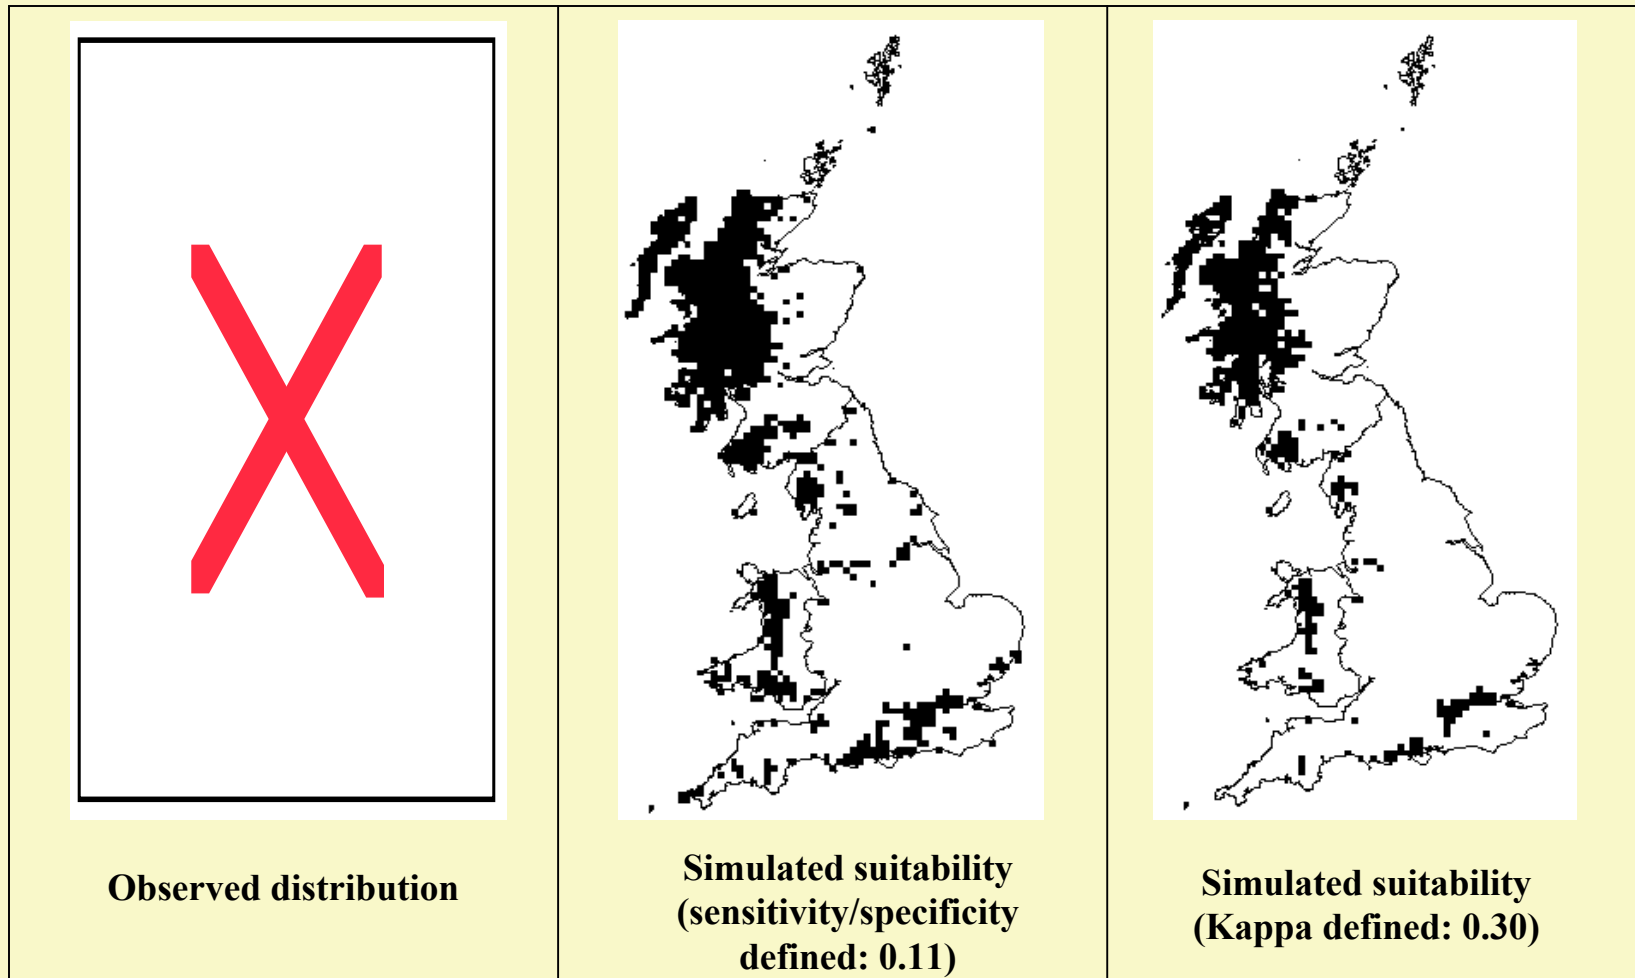 Observed distribution
Simulated suitability
(sensitivity/specificity
defined: 0.11)
Simulated suitability
(Kappa defined: 0.30)